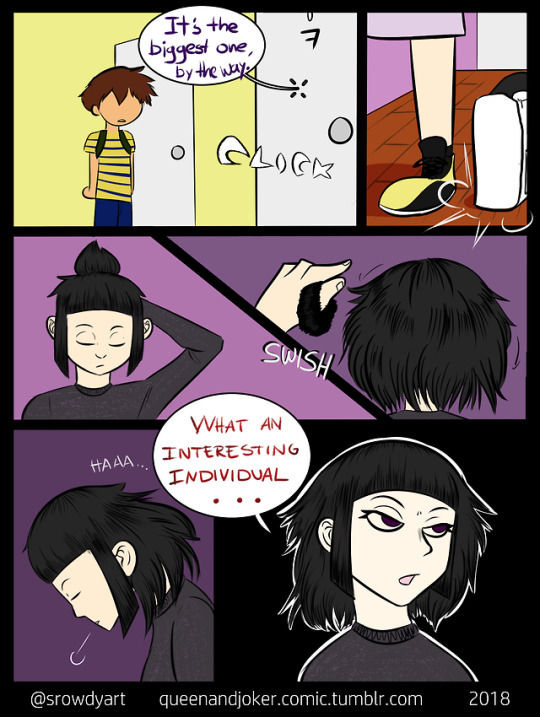 It's the
biggest one,
by the way.
7
CLICK
SWISH
HAAA...
WHAT AN
INTERESTING
INDIVIDUAL
...
@srowdyart queenandjoker.comic.tumblr.com 2018